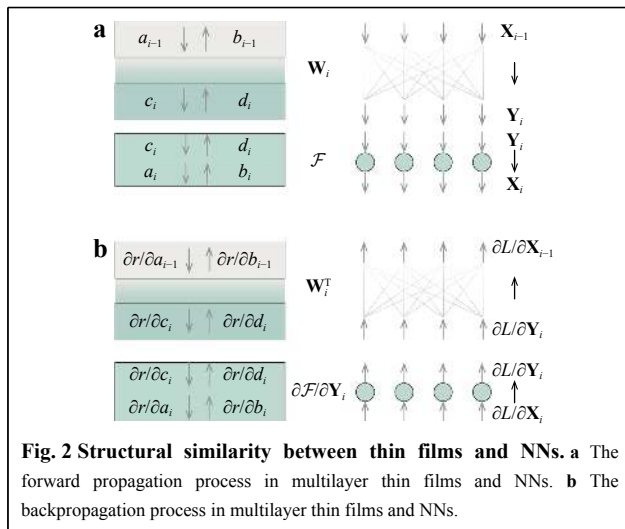 a
a_{i−1} b_{i−1} X_{i−1}
W_i
c_i d_i Y_i
c_i d_i Y_i
ℱ
a_i b_i X_i
b
∂r/∂a_{i−1} ∂r/∂b_{i−1} ∂L/∂X_{i−1}
W_i^T
∂r/∂c_i ∂r/∂d_i ∂L/∂Y_i
∂r/∂c_i ∂r/∂d_i ∂L/∂Y_i
∂ℱ/∂Y_i
∂r/∂a_i ∂r/∂b_i ∂L/∂X_i
Fig. 2 Structural similarity between thin films and NNs. a The
forward propagation process in multilayer thin films and NNs. b The
backpropagation process in multilayer thin films and NNs.